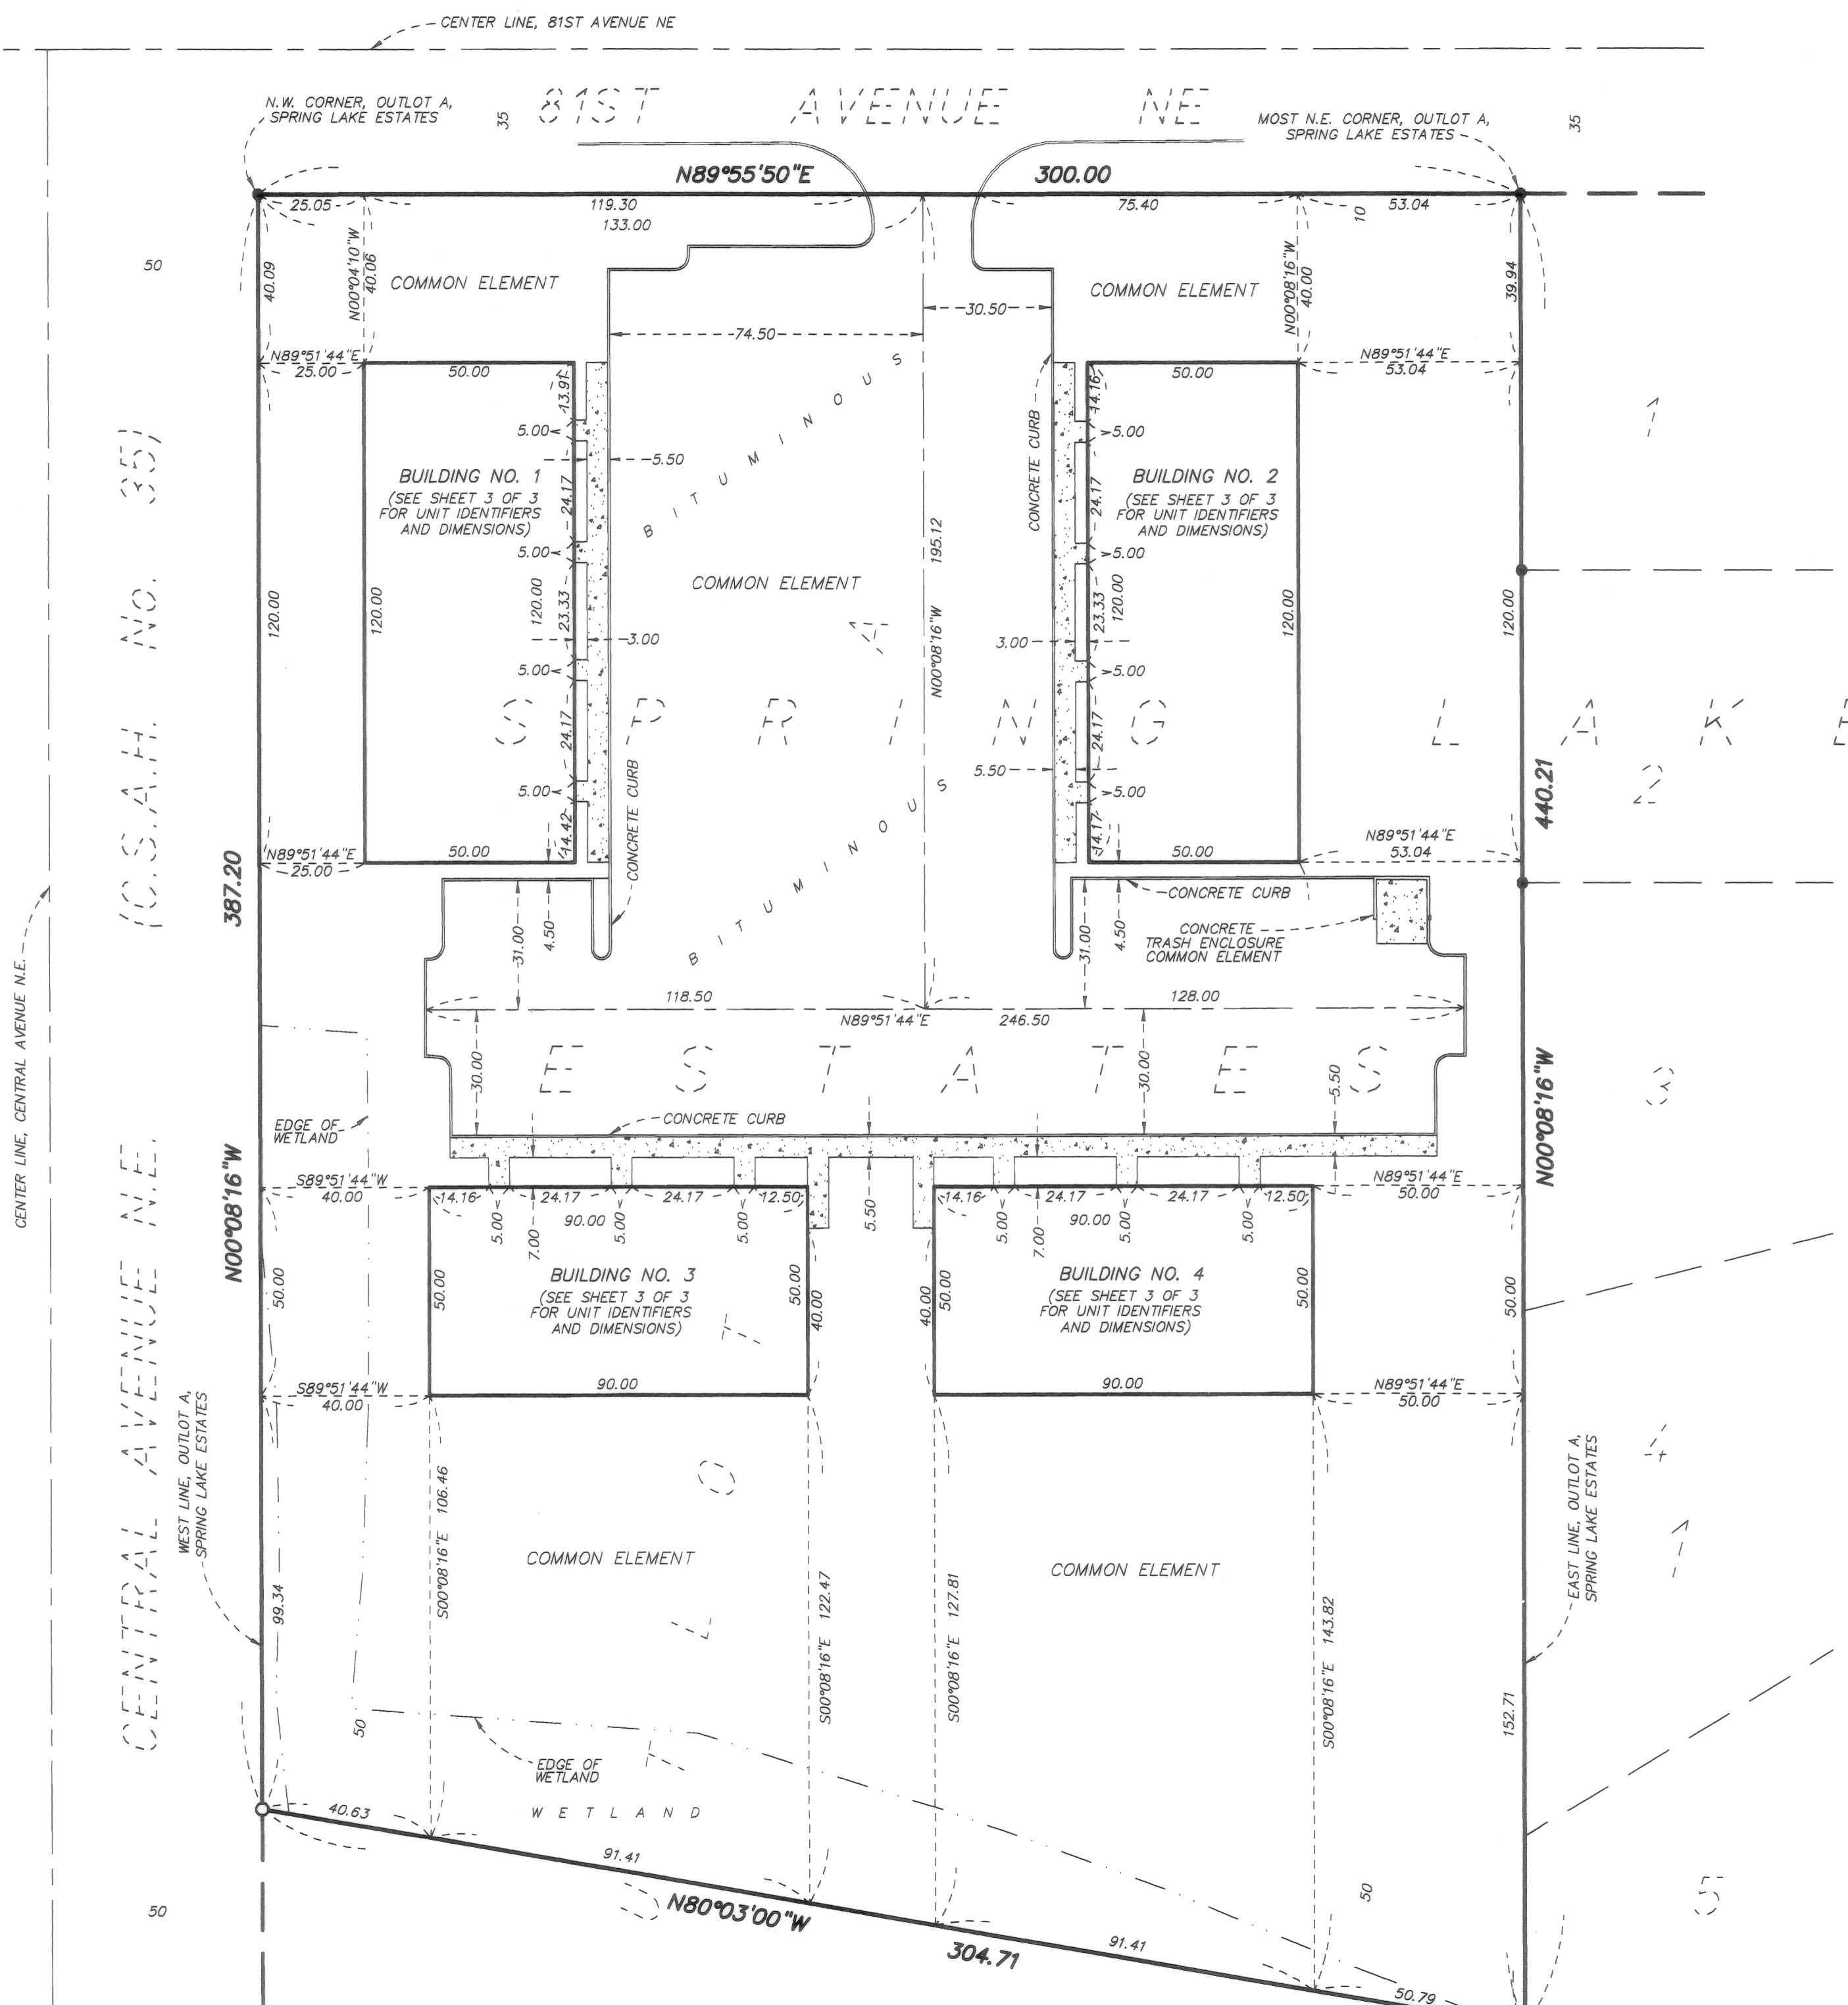 CENTER LINE, 81ST AVENUE NE
N.W. CORNER, OUTLOT A,
SPRING LAKE ESTATES
35
81ST AVENUE NE
MOST N.E. CORNER, OUTLOT A,
SPRING LAKE ESTATES
35
N89°55'50"E 300.00
25.05
119.30
133.00
75.40
53.04
10
50
40.09
N00°04'10"W
40.06
COMMON ELEMENT
COMMON ELEMENT
N00°08'16"W
40.00
39.94
30.50
74.50
N89°51'44"E
25.00
50.00
50.00
N89°51'44"E
53.04
13.91
5.00
5.50
24.17
5.00
120.00
23.33
3.00
5.00
24.17
5.00
14.42
BUILDING NO. 1
(SEE SHEET 3 OF 3
FOR UNIT IDENTIFIERS
AND DIMENSIONS)
120.00
120.00
BITUMINOUS
COMMON ELEMENT
195.12
N00°08'16"W
A
CONCRETE CURB
14.16
5.00
24.17
5.00
120.00
23.33
3.00
5.00
24.17
5.50
5.00
14.17
BUILDING NO. 2
(SEE SHEET 3 OF 3
FOR UNIT IDENTIFIERS
AND DIMENSIONS)
120.00
120.00
1
(C.S.A.H. No. 35)
SPRING LAKE
2
440.21
BITUMINOUS
CONCRETE CURB
N89°51'44"E
25.00
50.00
50.00
N89°51'44"E
53.04
387.20
CENTER LINE, CENTRAL AVENUE N.E.
31.00
4.50
CONCRETE CURB
31.00
4.50
CONCRETE
TRASH ENCLOSURE
COMMON ELEMENT
118.50
128.00
N89°51'44"E 246.50
30.00
ESTATES
30.00
5.50
3
N00°08'16"W
EDGE OF
WETLAND
CONCRETE CURB
N00°08'16"W
S89°51'44"W
40.00
14.16
24.17
24.17
12.50
90.00
5.00
7.00
5.00
5.00
5.50
14.16
24.17
24.17
12.50
90.00
5.00
7.00
5.00
5.00
N89°51'44"E
50.00
50.00
50.00
BUILDING NO. 3
(SEE SHEET 3 OF 3
FOR UNIT IDENTIFIERS
AND DIMENSIONS)
50.00
40.00
40.00
50.00
BUILDING NO. 4
(SEE SHEET 3 OF 3
FOR UNIT IDENTIFIERS
AND DIMENSIONS)
50.00
50.00
S89°51'44"W
40.00
90.00
90.00
N89°51'44"E
50.00
CENTRAL AVENUE N.E.
WEST LINE, OUTLOT A,
SPRING LAKE ESTATES
99.34
S00°08'16"E 106.46
COMMON ELEMENT
OUTLOT
S00°08'16"E 122.47
S00°08'16"E 127.81
COMMON ELEMENT
S00°08'16"E 143.82
152.71
EAST LINE, OUTLOT A,
SPRING LAKE ESTATES
4
50
EDGE OF
WETLAND
WETLAND
40.63
91.41
N80°03'00"W
304.71
91.41
50.79
50
50
5